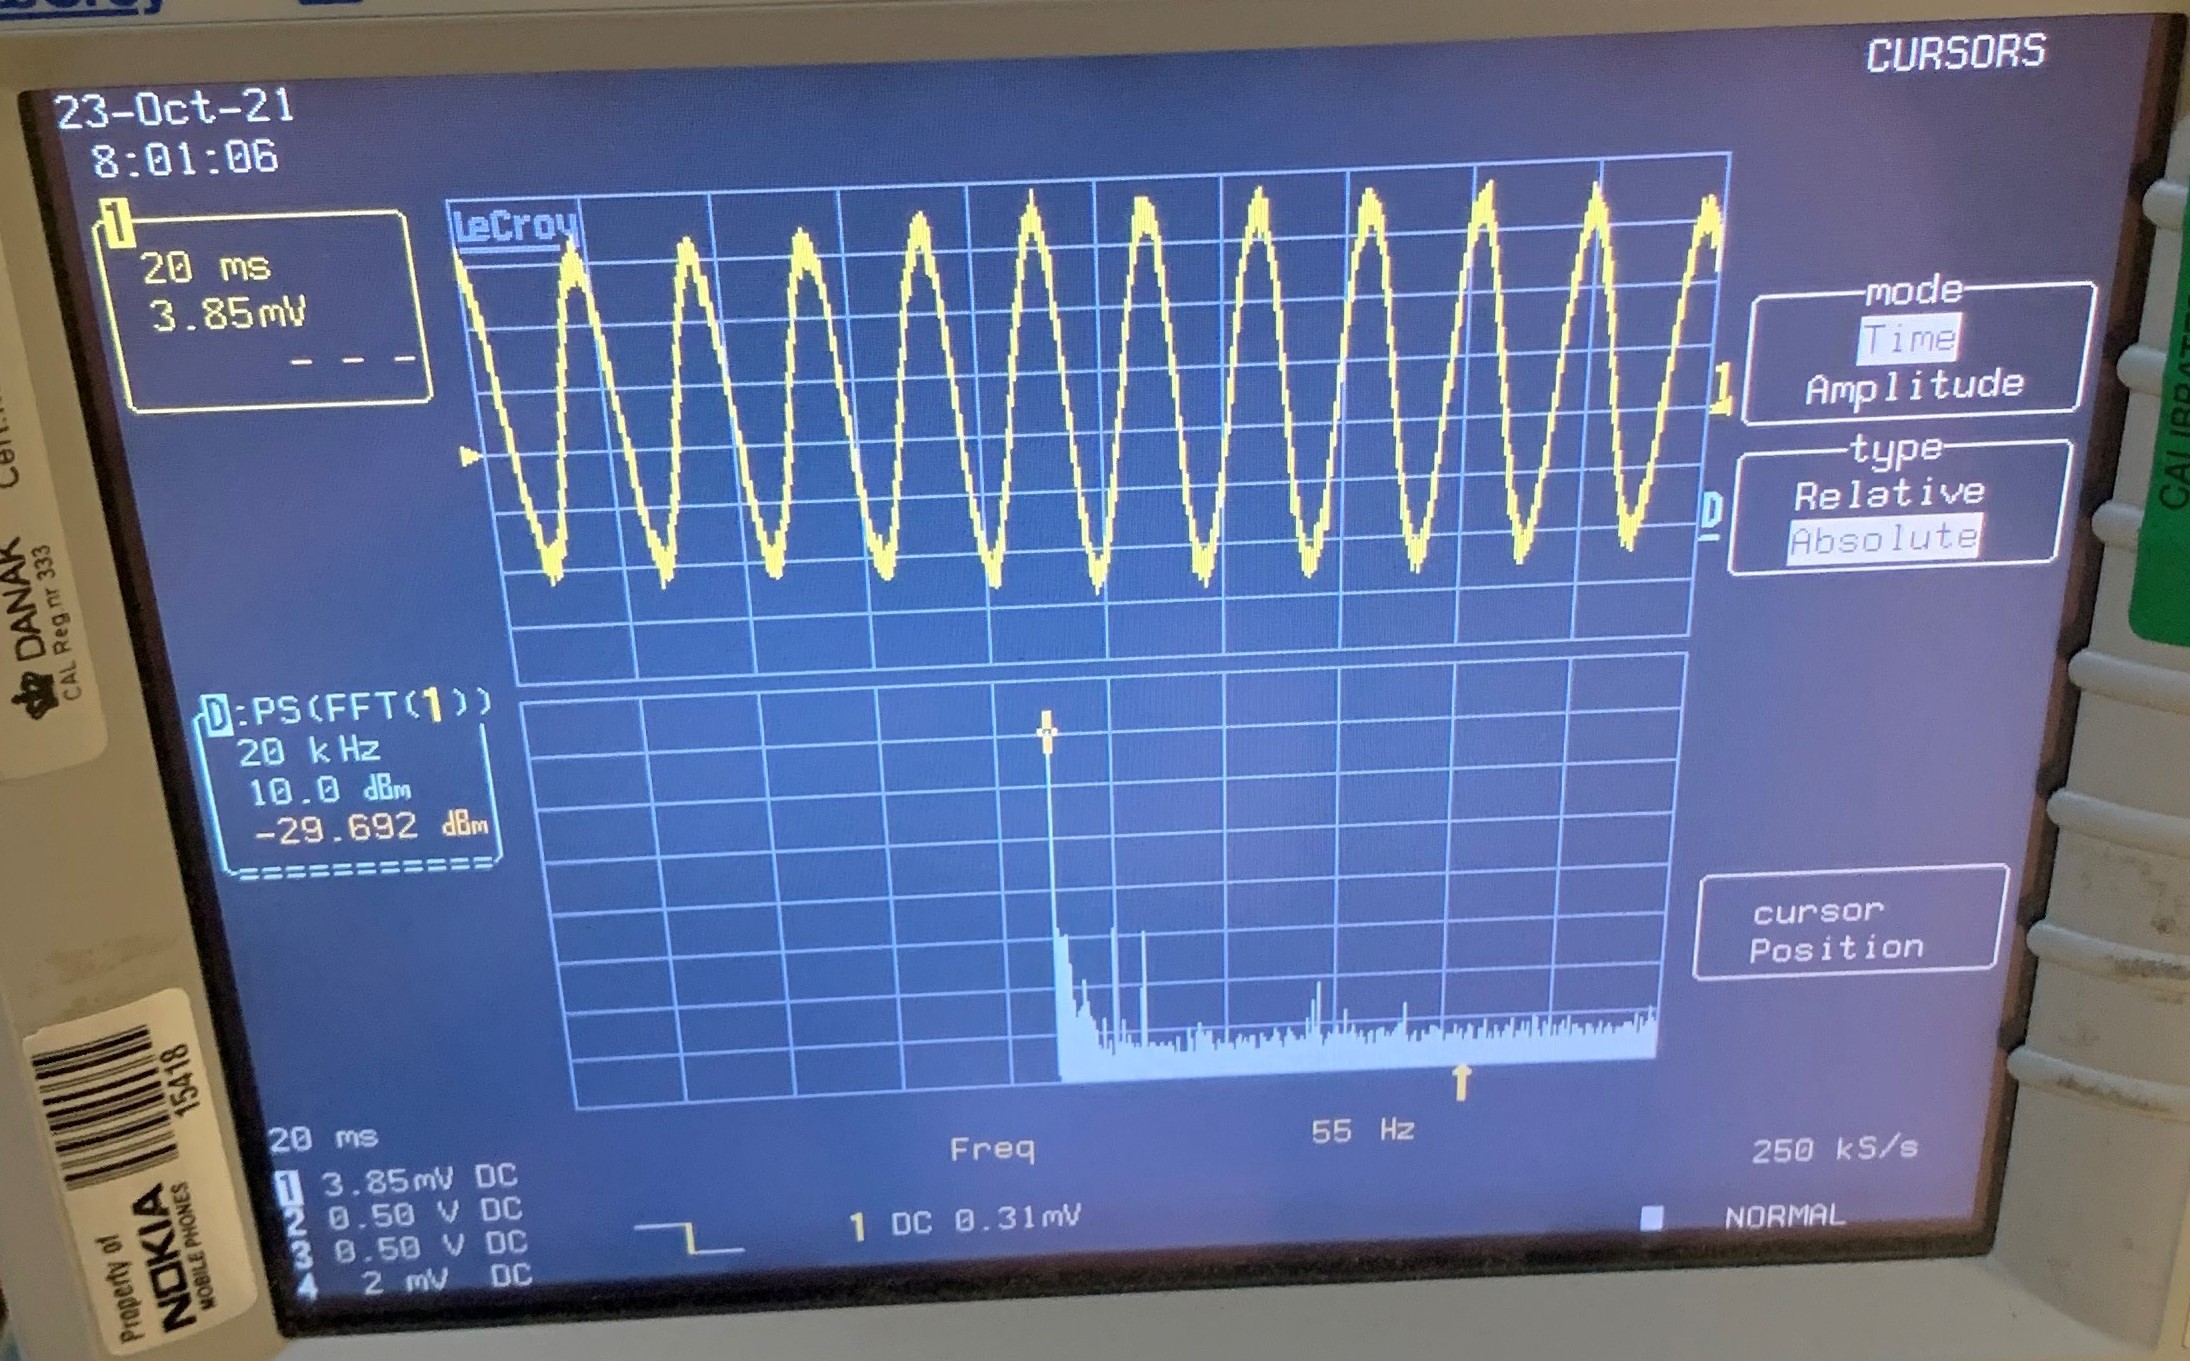 CURSORS
23-Oct-21
8:01:06
1
20 ms
3.85mV
- - -
LeCroy
mode
Time
Amplitude
1
type
Relative
Absolute
D
D:PS(FFT(1))
20 kHz
10.0 dBm
-29.692 dBm
cursor
Position
20 ms
1 3.85mV DC
2 0.50 V DC
3 0.50 V DC
4 2 mV DC
Freq
55 Hz
250 kS/s
1 DC 0.31mV
NORMAL
DANAK
CAL Reg.nr 333
15418
Property of
NOKIA
MOBILE PHONES